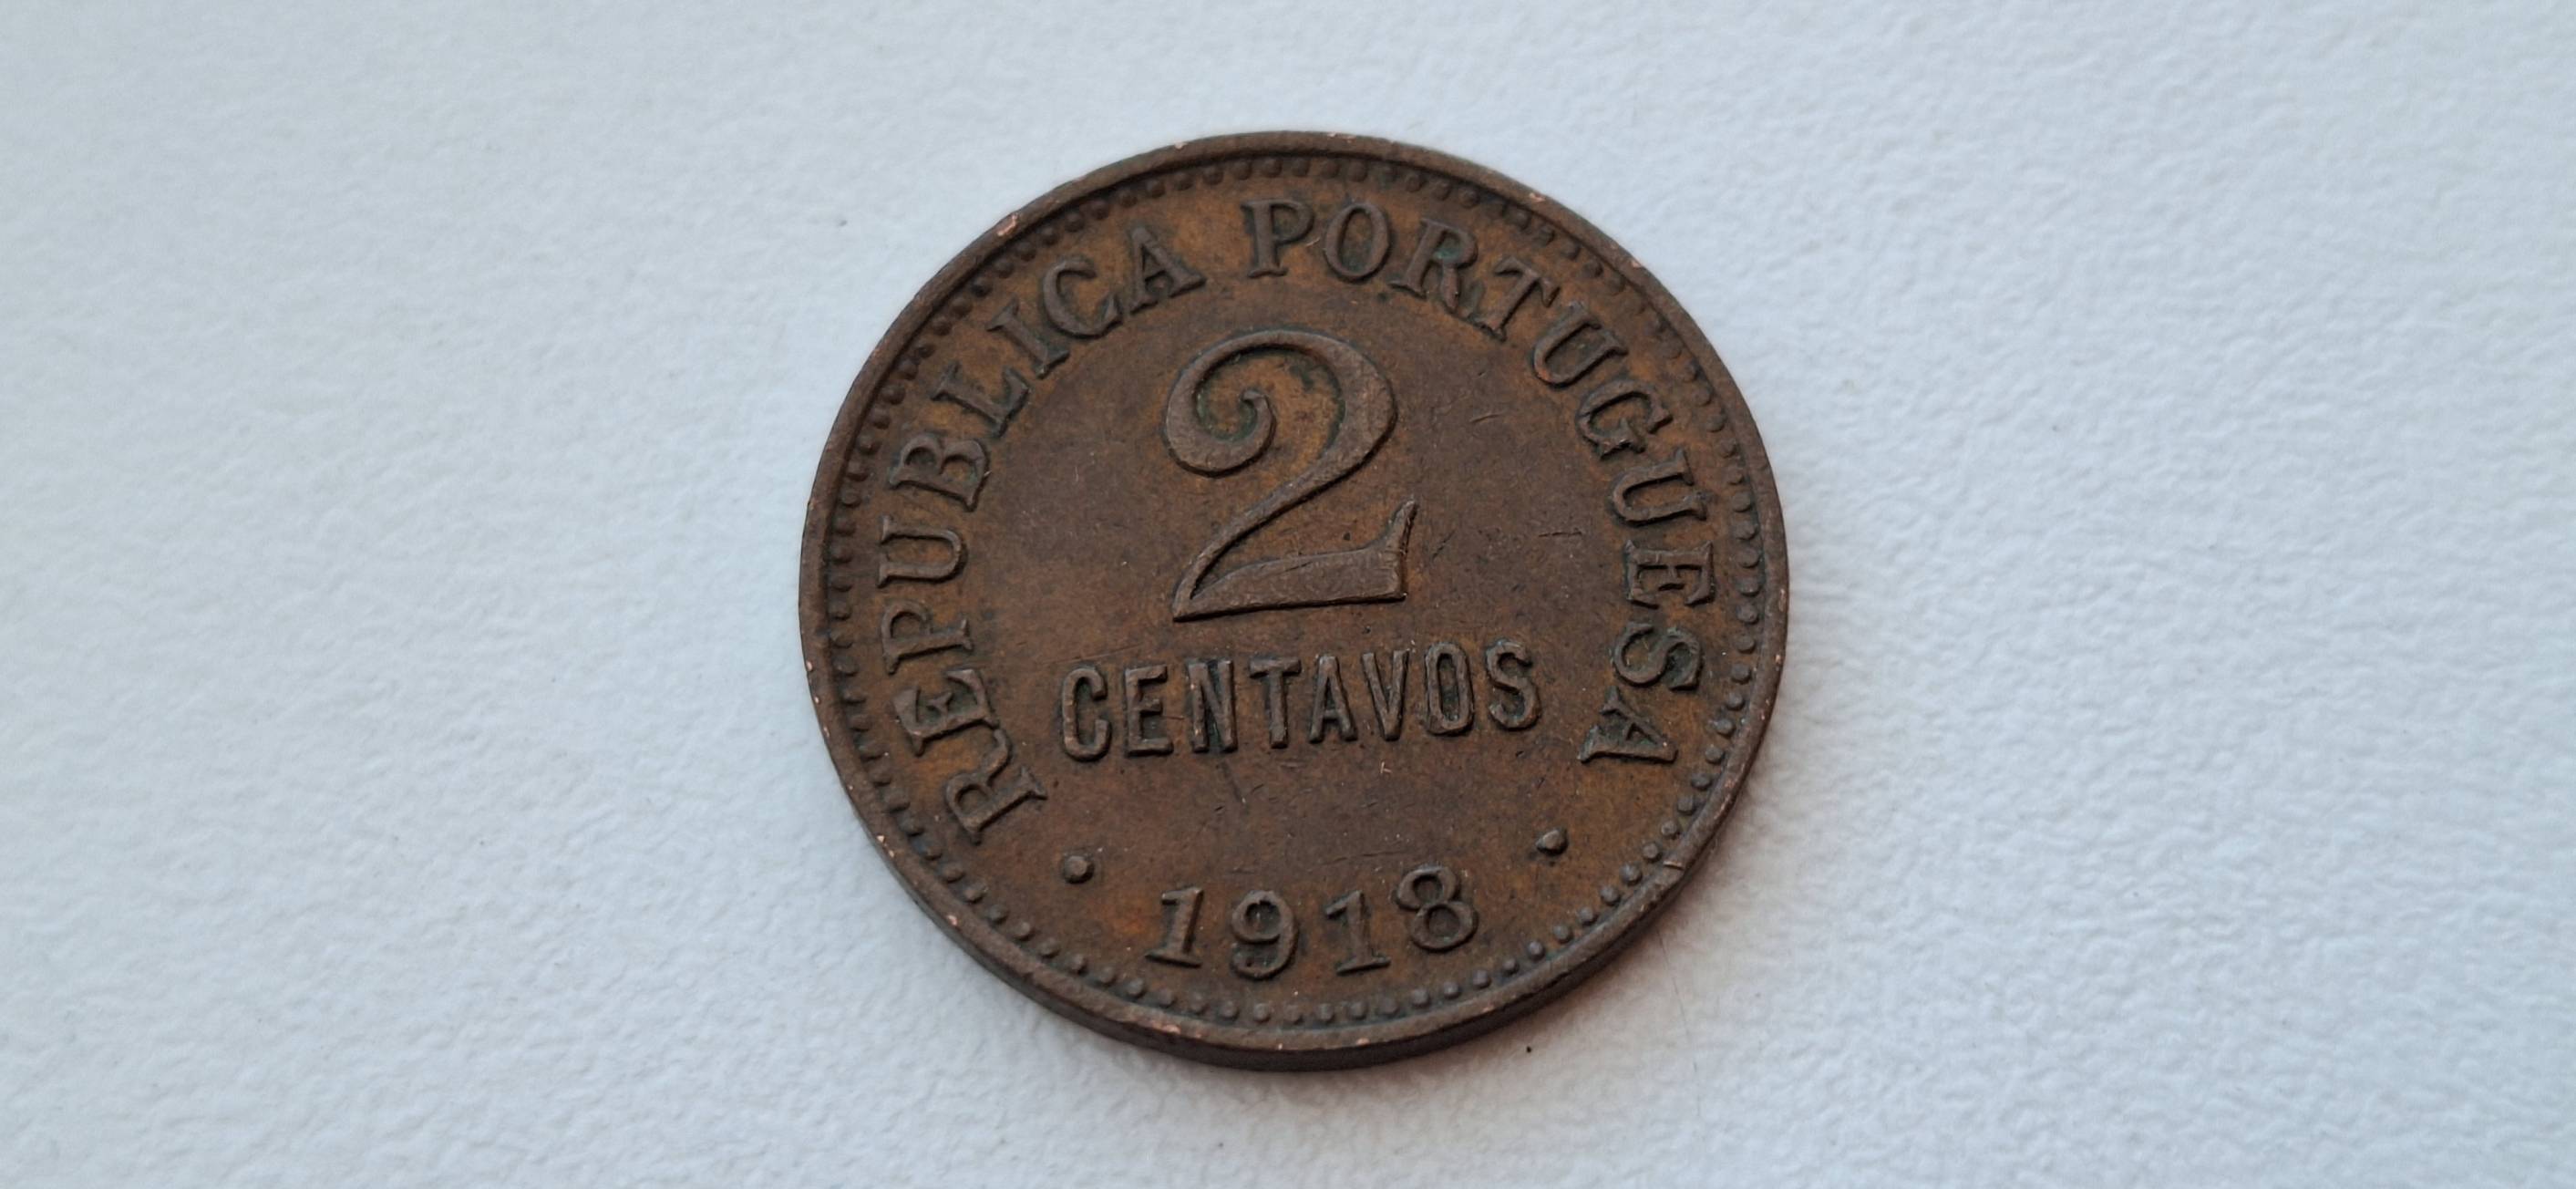 REPUBLICA PORTUGUESA
2
CENTAVOS
• 1918 •